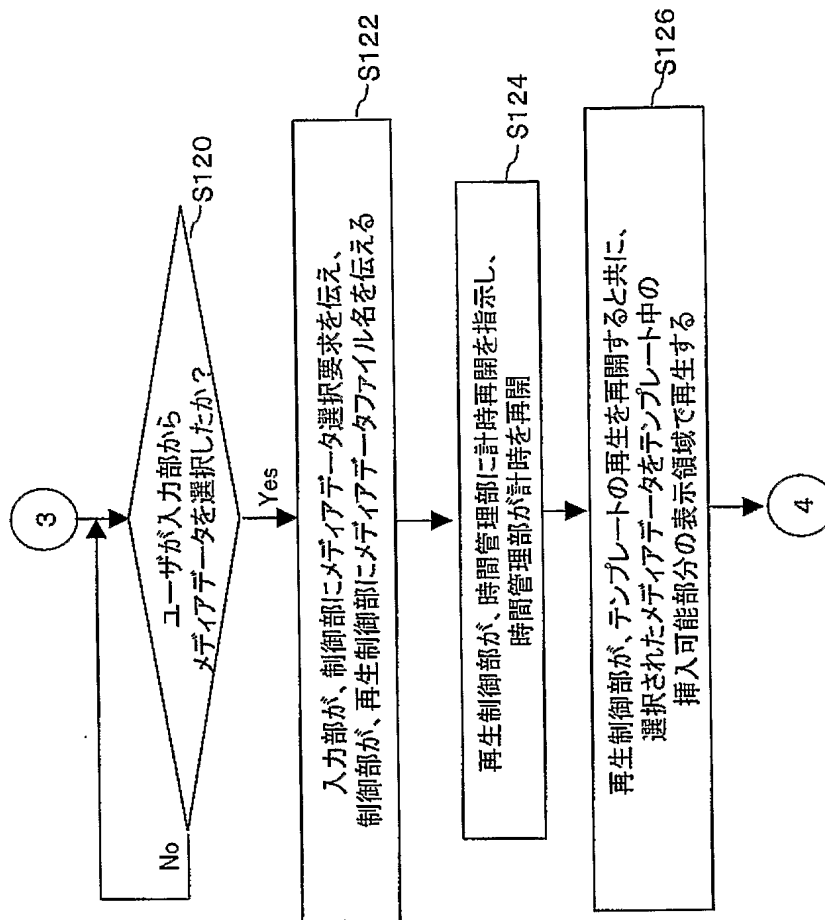 3
ユーザが入力部から
メディアデータを選択したか？
S120
No
Yes
入力部が、制御部にメディアデータ選択要求を伝え、
制御部が、再生制御部にメディアデータファイル名を伝える
S122
再生制御部が、時間管理部に計時再開を指示し、
時間管理部が計時を再開
S124
再生制御部が、テンプレートの再生を再開すると共に、
選択されたメディアデータをテンプレート中の
挿入可能部分の表示領域で再生する
S126
4